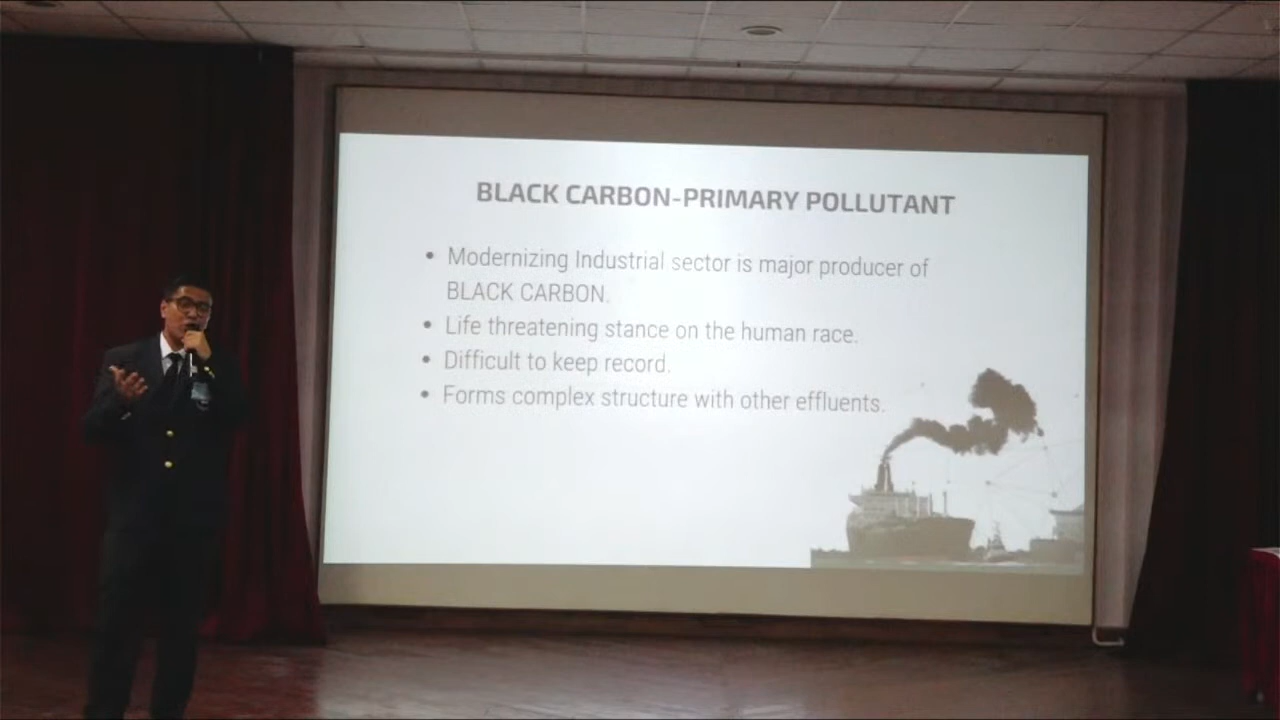 BLACK CARBON-PRIMARY POLLUTANT
• Modernizing Industrial sector is major producer of
BLACK CARBON.
• Life threatening stance on the human race.
• Difficult to keep record.
• Forms complex structure with other effluents.